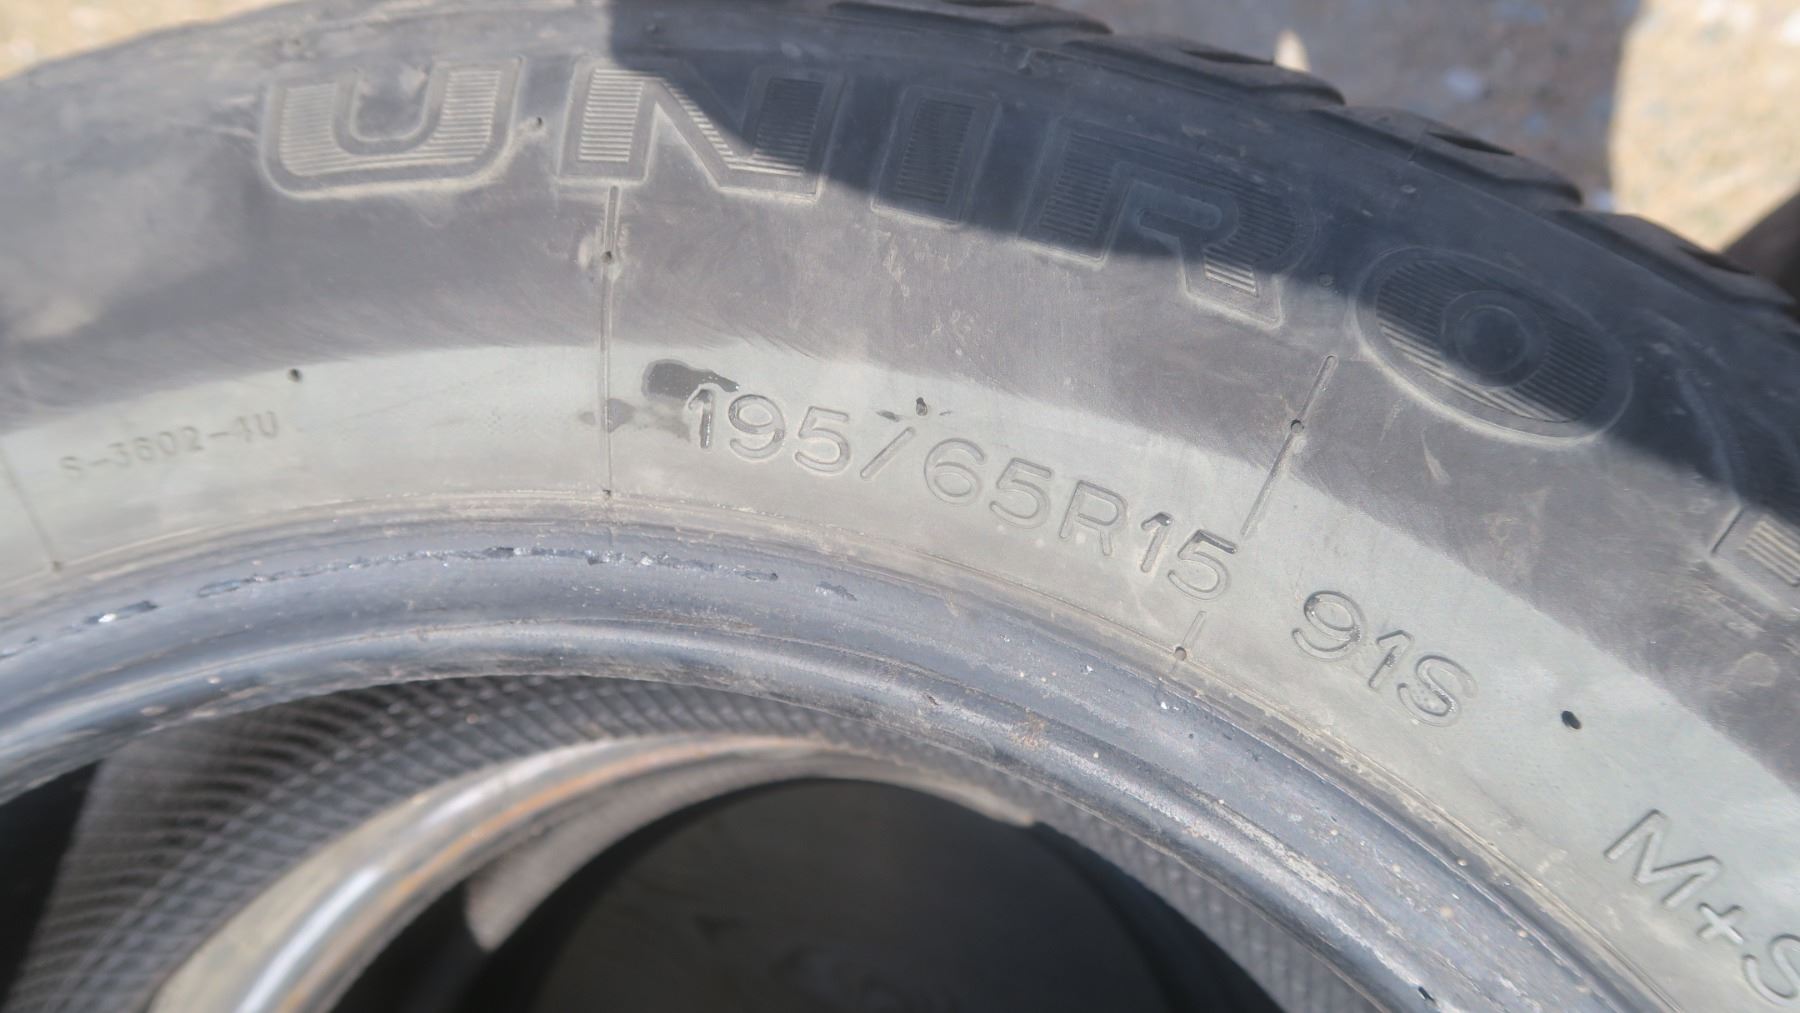 UNIRO
S-3602-4U
195/65R15 91S
M+S